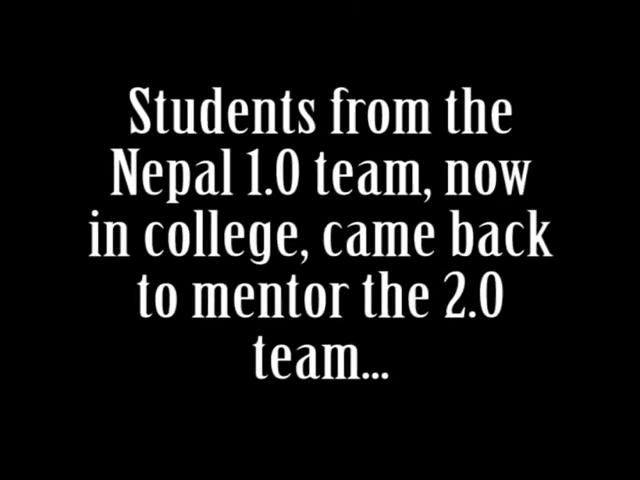 Students from the
Nepal 1.0 team, now
in college, came back
to mentor the 2.0
team...